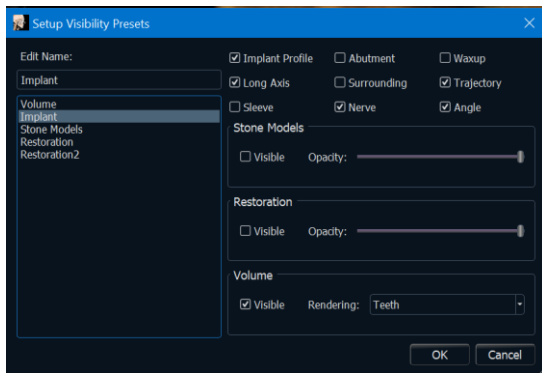 Setup Visibility Presets
Edit Name:
Implant
Volume
Implant
Stone Models
Restoration
Restoration2
Implant Profile Abutment Waxup
Long Axis Surrounding Trajectory
Sleeve Nerve Angle
Stone Models
Visible Opacity:
Restoration
Visible Opacity:
Volume
Visible Rendering: Teeth
OK Cancel